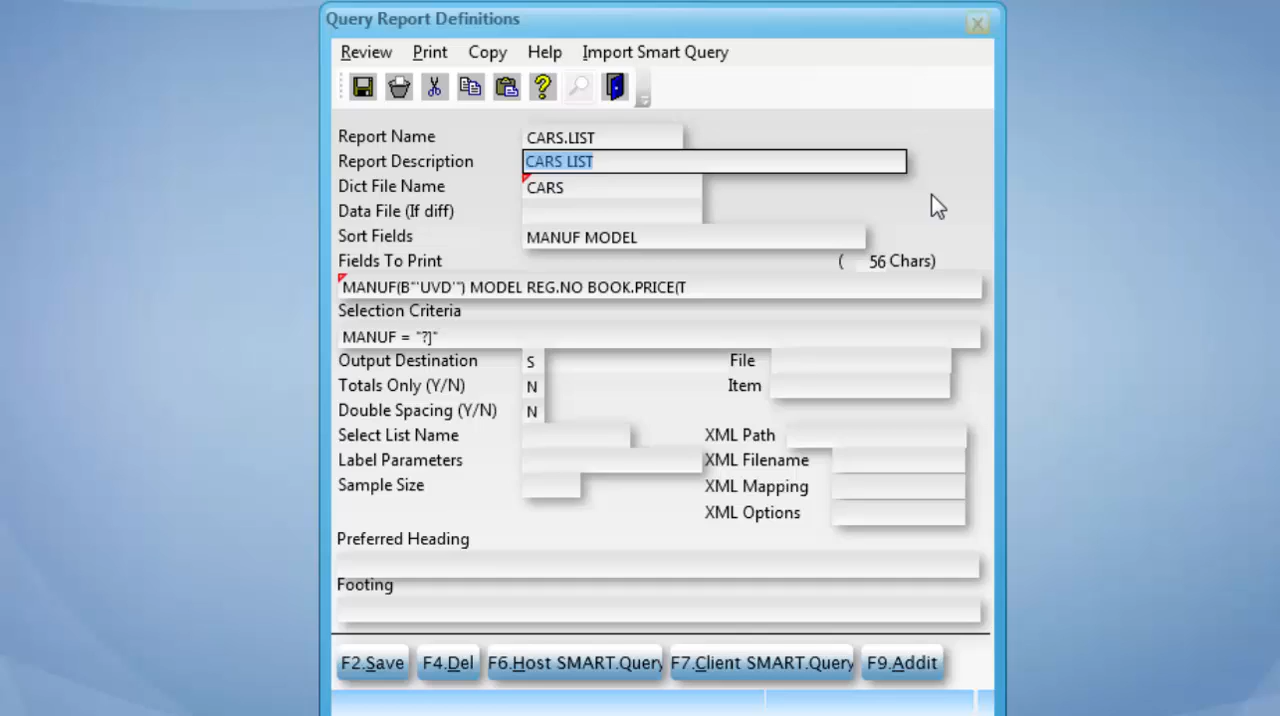 Query Report Definitions
Review Print Copy Help Import Smart Query
Report Name CARS.LIST
Report Description CARS LIST
Dict File Name CARS
Data File (If diff)
Sort Fields MANUF MODEL
Fields To Print ( 56 Chars)
MANUF(B"'UVD'") MODEL REG.NO BOOK.PRICE(T
Selection Criteria
MANUF = "?]"
Output Destination S File
Totals Only (Y/N) N Item
Double Spacing (Y/N) N
Select List Name XML Path
Label Parameters XML Filename
Sample Size XML Mapping
XML Options
Preferred Heading
Footing
F2.Save F4.Del F6.Host SMART.Query F7.Client SMART.Query F9.Addit